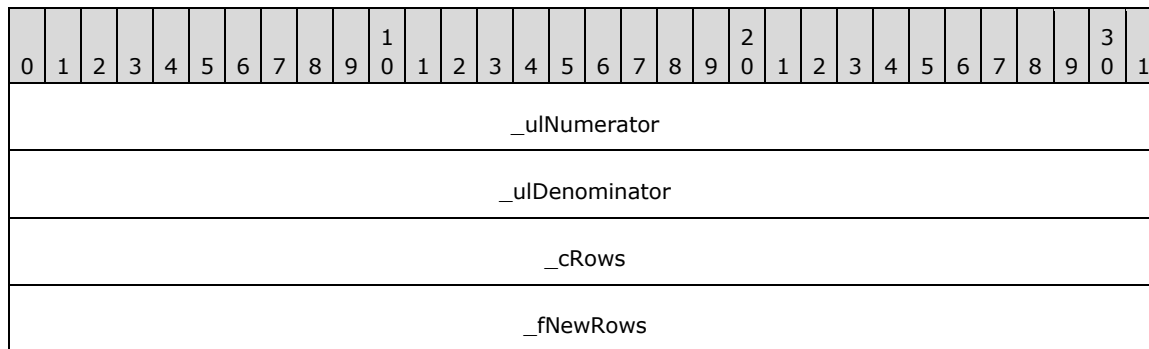 1 2 3
0 1 2 3 4 5 6 7 8 9 0 1 2 3 4 5 6 7 8 9 0 1 2 3 4 5 6 7 8 9 0 1
_ulNumerator
_ulDenominator
_cRows
_fNewRows